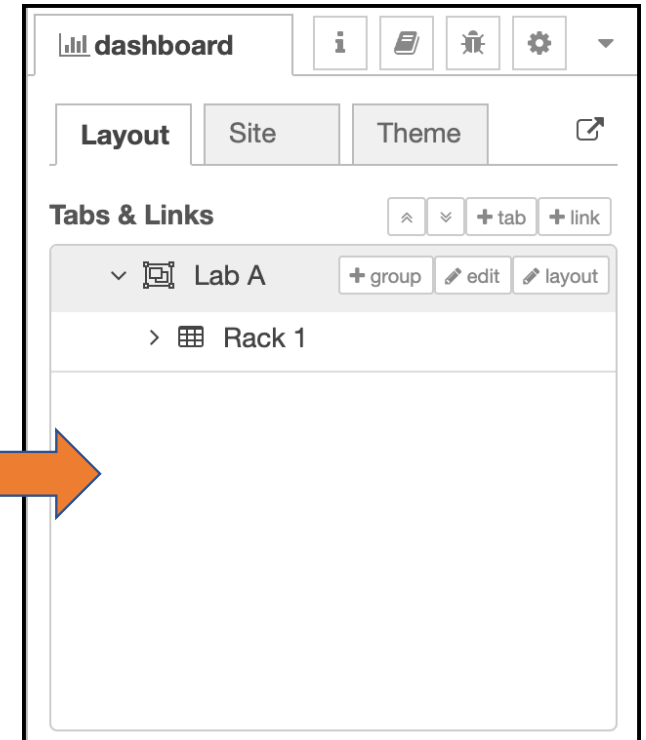 dashboard i
Layout Site Theme
Tabs & Links + tab + link
Lab A + group edit layout
Rack 1